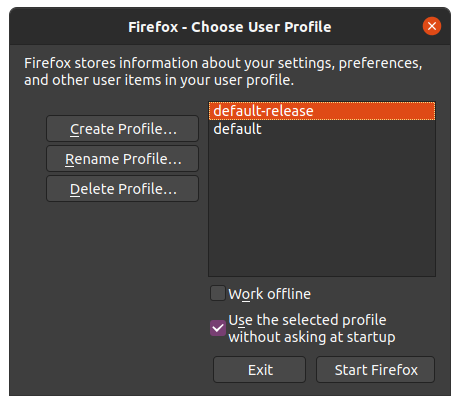 Firefox - Choose User Profile
Firefox stores information about your settings, preferences,
and other user items in your user profile.
Create Profile...
Rename Profile...
Delete Profile...
default-release
default
Work offline
Use the selected profile
without asking at startup
Exit
Start Firefox